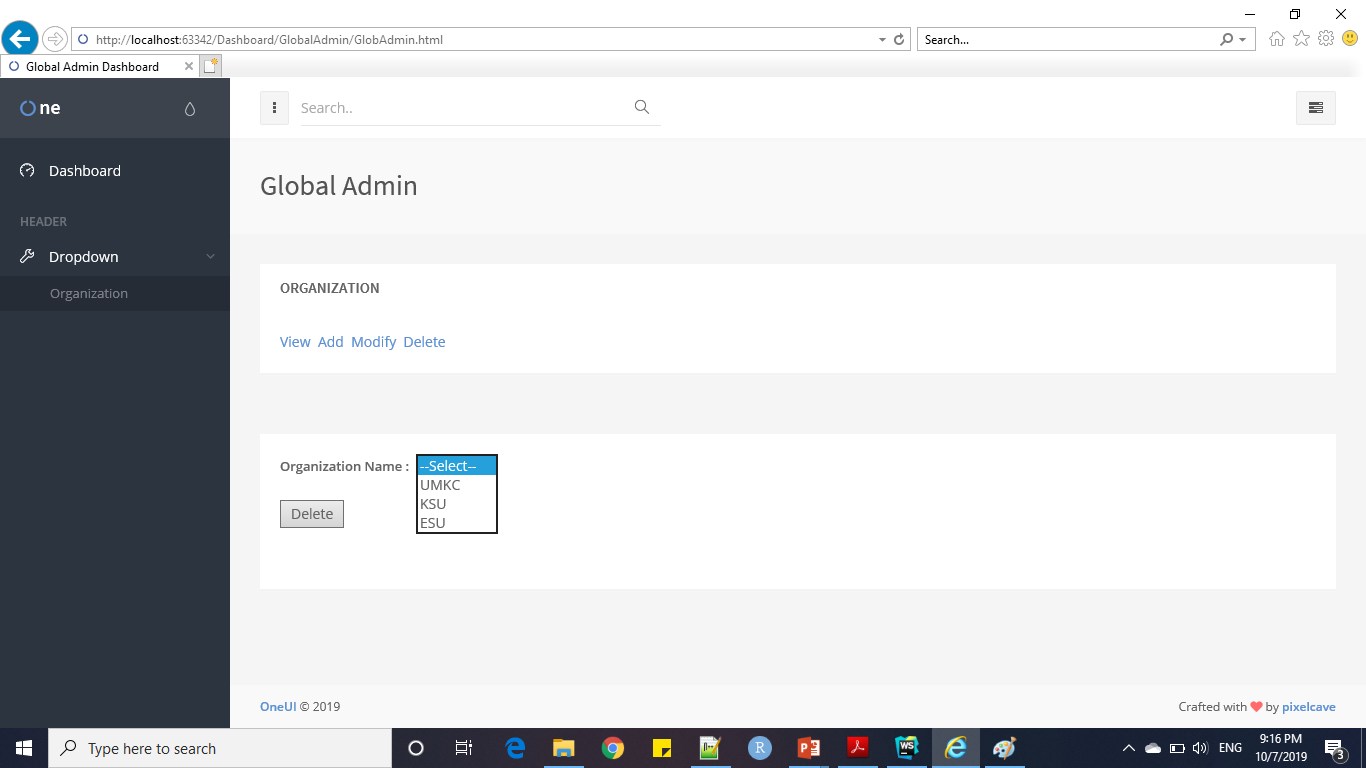 http://localhost:63342/Dashboard/GlobalAdmin/GlobAdmin.html
Search...
Global Admin Dashboard
ne
Search..
Dashboard
Global Admin
HEADER
Dropdown
Organization
ORGANIZATION
View Add Modify Delete
Organization Name :
--Select--
UMKC
KSU
ESU
Delete
OneUI © 2019
Crafted with ❤ by pixelcave
Type here to search
ENG
9:16 PM
10/7/2019
3